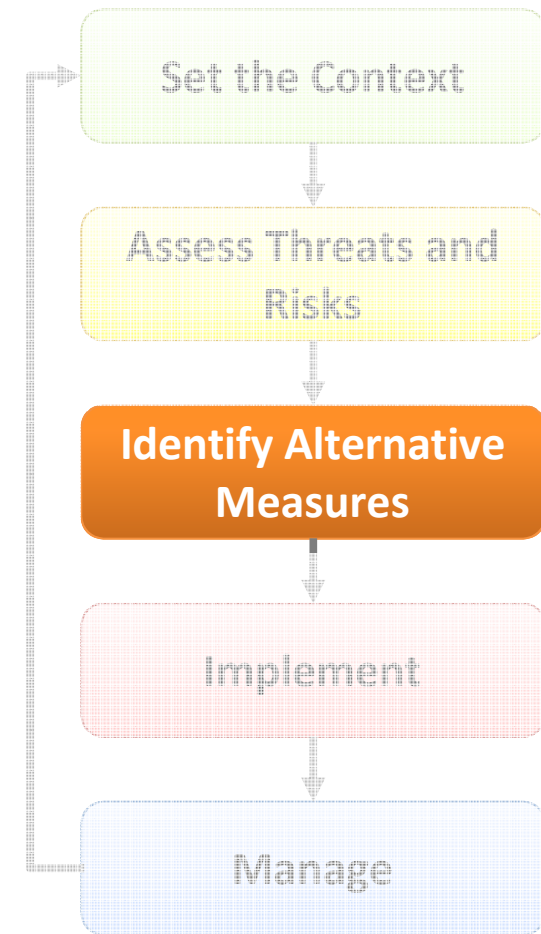 Set the Context
Assess Threats and
Risks
Identify Alternative
Measures
Implement
Manage